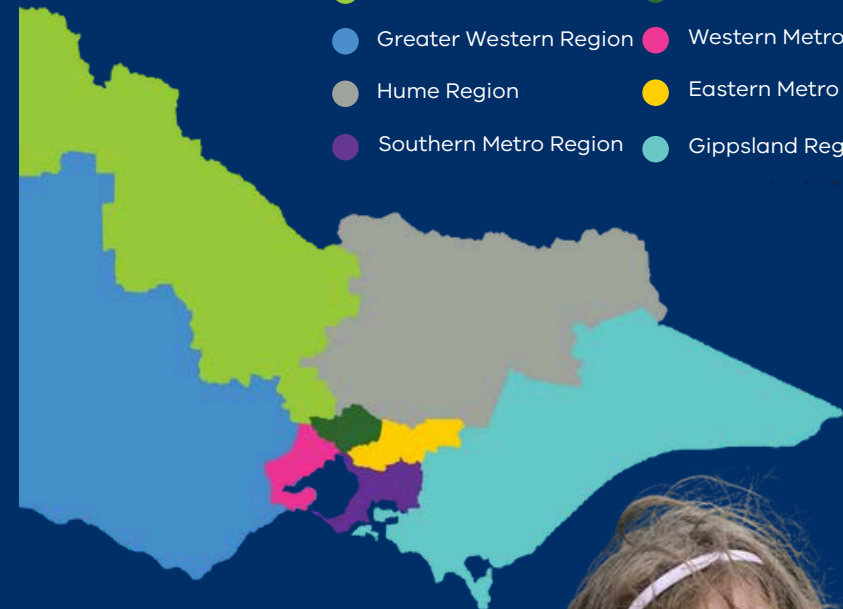 Greater Western Region Western Metro
Hume Region Eastern Metro
Southern Metro Region Gippsland Reg